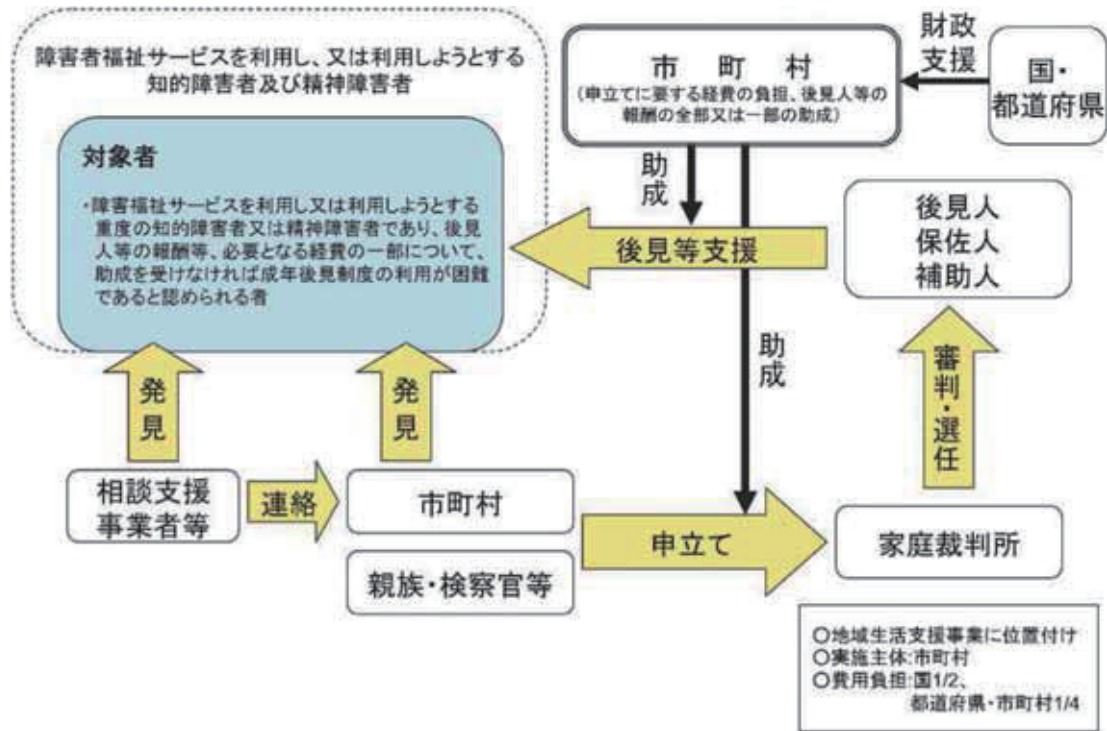 障害者福祉サービスを利用し、又は利用しようとする
知的障害者及び精神障害者
対象者
・障害福祉サービスを利用し又は利用しようとする
重度の知的障害者又は精神障害者であり、後見
人等の報酬等、必要となる経費の一部について、
助成を受けなければ成年後見制度の利用が困難
であると認められる者
市町村
(申立てに要する経費の負担、後見人等の
報酬の全部又は一部の助成)
財政
支援
国・
都道府県
助成
後見等支援
後見人
保佐人
補助人
助成
審判・選任
発見
発見
相談支援
事業者等
連絡
市町村
親族・検察官等
申立て
家庭裁判所
○地域生活支援事業に位置付け
○実施主体:市町村
○費用負担:国1/2、
都道府県・市町村1/4